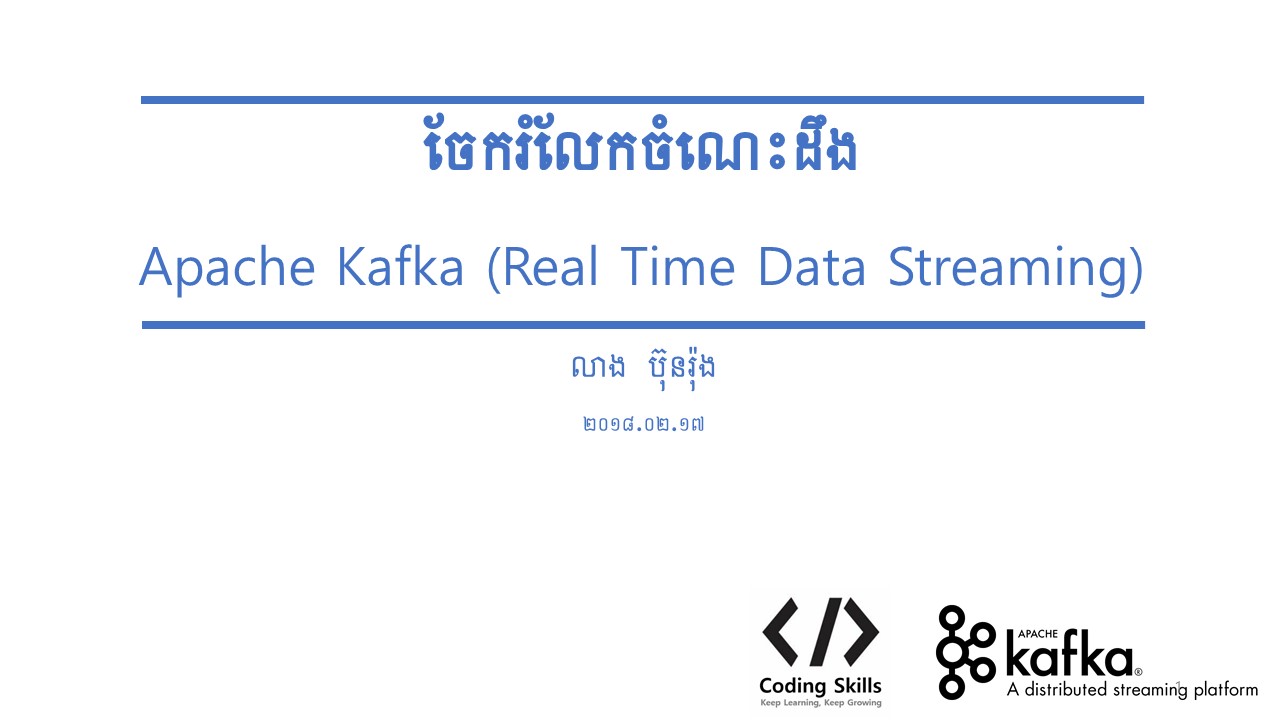 ចែករំលែកចំណេះដឹង
Apache Kafka (Real Time Data Streaming)
លាង ប៊ុនរ៉ុង
២០១៨.០២.១៧
Coding Skills
Keep Learning, Keep Growing
APACHE
kafka®
A distributed streaming platform
1